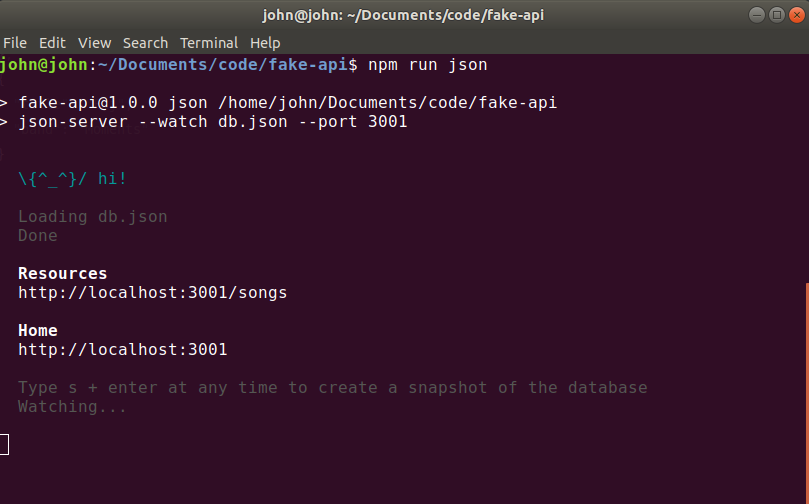 john@john: ~/Documents/code/fake-api
File Edit View Search Terminal Help
john@john:~/Documents/code/fake-api$ npm run json
> fake-api@1.0.0 json /home/john/Documents/code/fake-api
> json-server --watch db.json --port 3001
\{^_^}/ hi!
Loading db.json
Done
Resources
http://localhost:3001/songs
Home
http://localhost:3001
Type s + enter at any time to create a snapshot of the database
Watching...